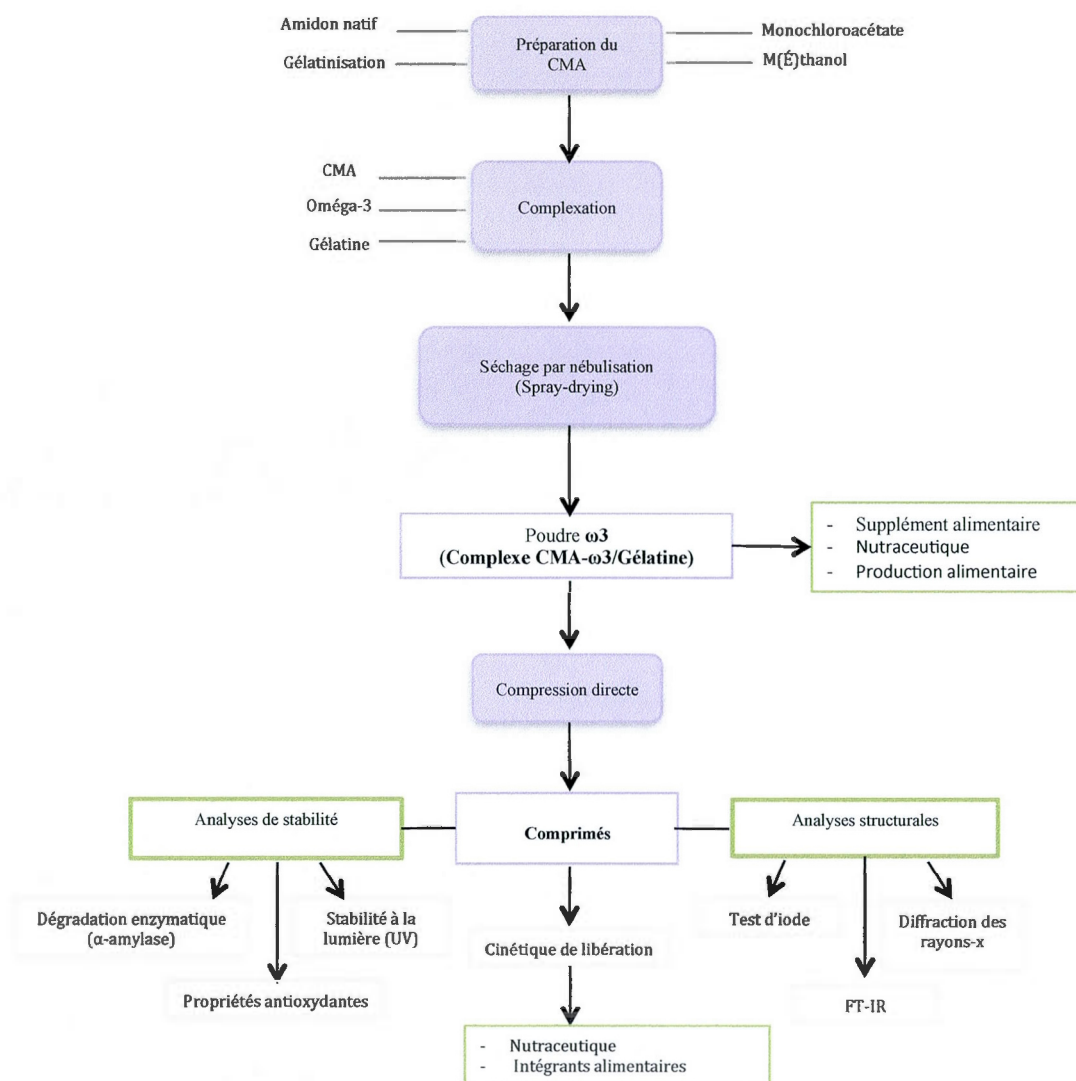 Amidon natif
Gélatinisation
Préparation du
CMA
Monochloroacétate
M(É)thanol
CMA
Oméga-3
Gélatine
Complexation
Séchage par nébulisation
(Spray-drying)
Poudre ω3
(Complexe CMA-ω3/Gélatine)
- Supplément alimentaire
- Nutraceutique
- Production alimentaire
Compression directe
Analyses de stabilité
Comprimés
Analyses structurales
Dégradation enzymatique
(α-amylase)
Stabilité à la
lumière (UV)
Propriétés antioxydantes
Cinétique de libération
Test d'iode
Diffraction des
rayons-x
FT-IR
- Nutraceutique
- Intégrants alimentaires